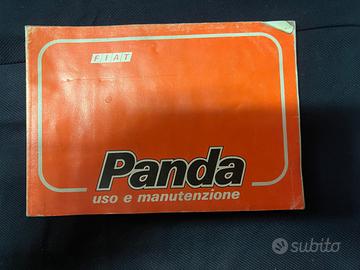 FIAT
Panda
uso e manutenzione
subito